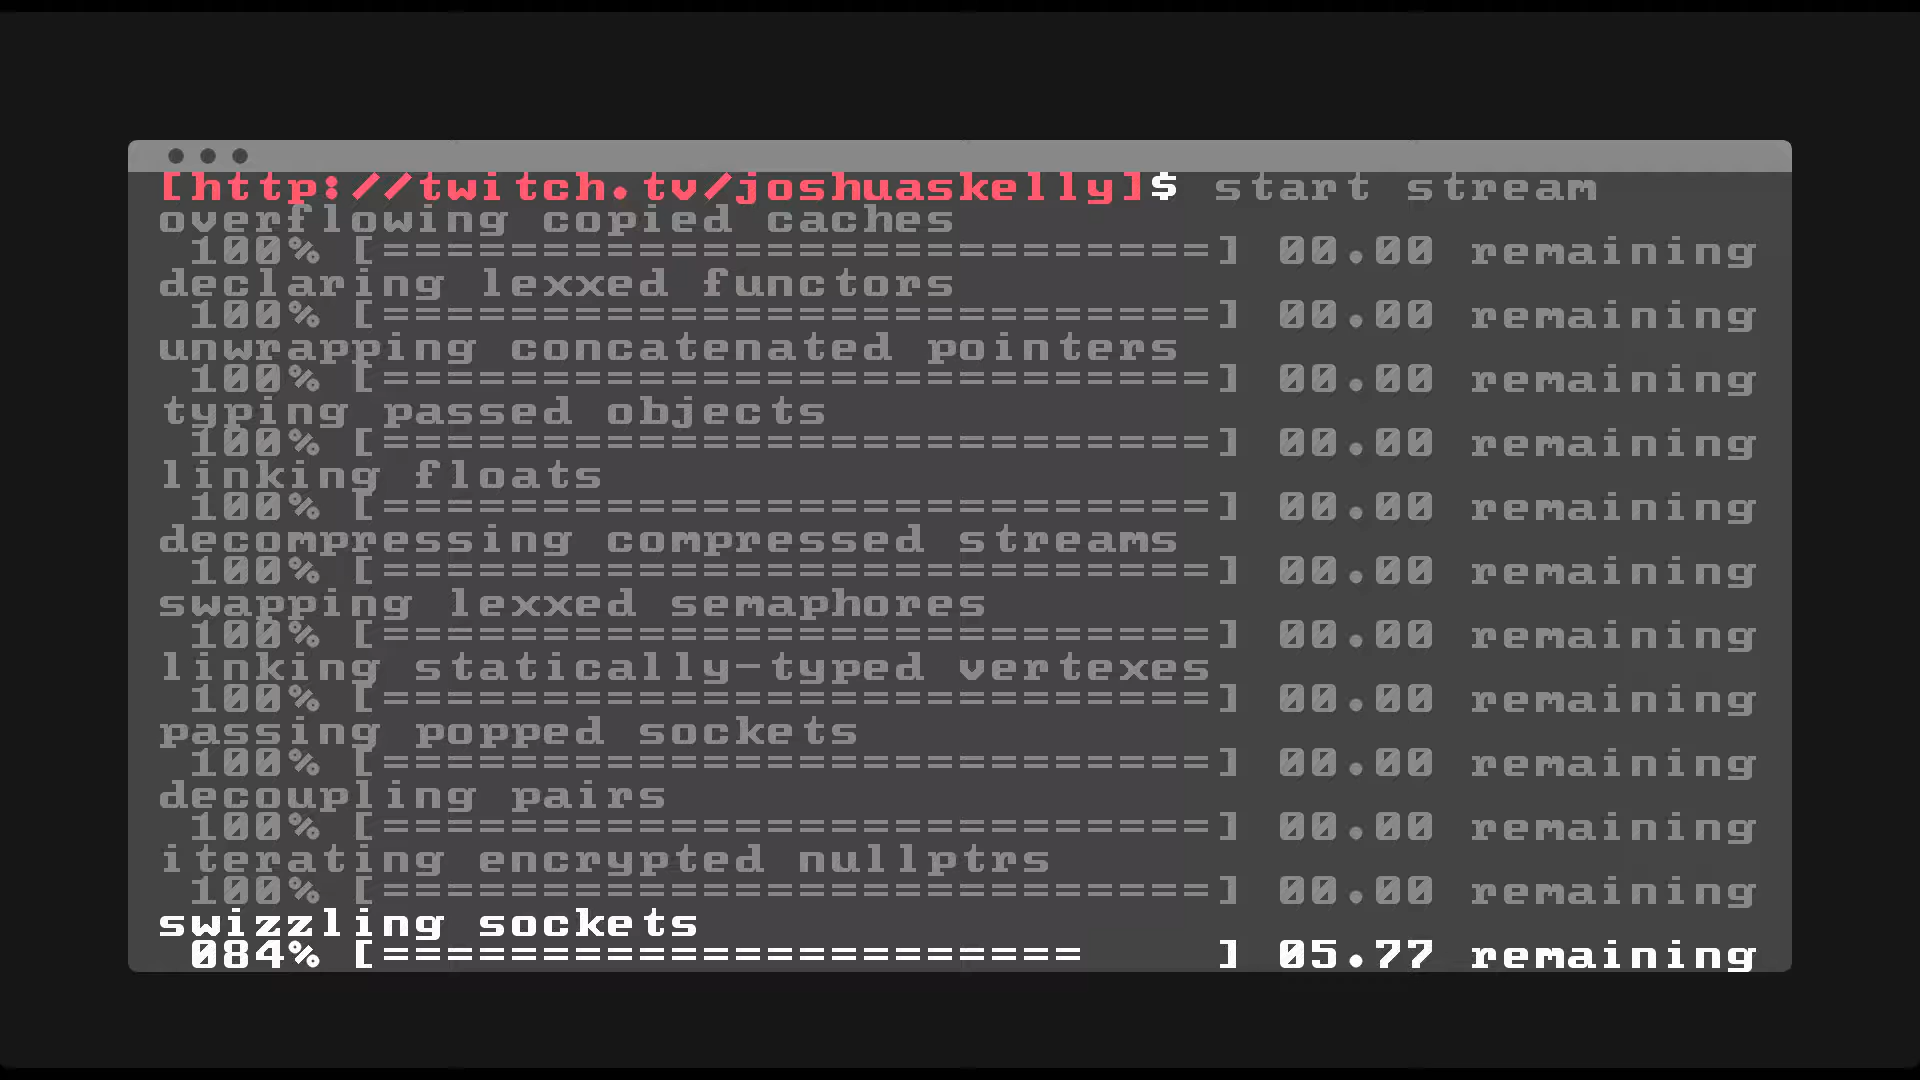 [http://twitch.tv/joshuaskelly]$ start stream
overflowing copied caches
100% [==========================] 00.00 remaining
declaring lexxed functors
100% [==========================] 00.00 remaining
unwrapping concatenated pointers
100% [==========================] 00.00 remaining
typing passed objects
100% [==========================] 00.00 remaining
linking floats
100% [==========================] 00.00 remaining
decompressing compressed streams
100% [==========================] 00.00 remaining
swapping lexxed semaphores
100% [==========================] 00.00 remaining
linking statically-typed vertexes
100% [==========================] 00.00 remaining
passing popped sockets
100% [==========================] 00.00 remaining
decoupling pairs
100% [==========================] 00.00 remaining
iterating encrypted nullptrs
100% [==========================] 00.00 remaining
swizzling sockets
084% [======================    ] 05.77 remaining